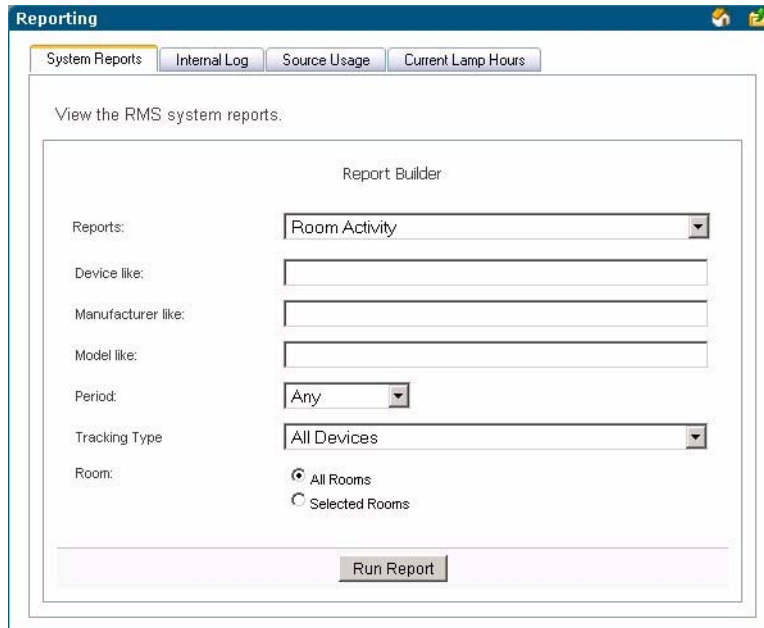 Reporting
System Reports Internal Log Source Usage Current Lamp Hours
View the RMS system reports.
Report Builder
Reports: Room Activity
Device like:
Manufacturer like:
Model like:
Period: Any
Tracking Type All Devices
Room: All Rooms
Selected Rooms
Run Report